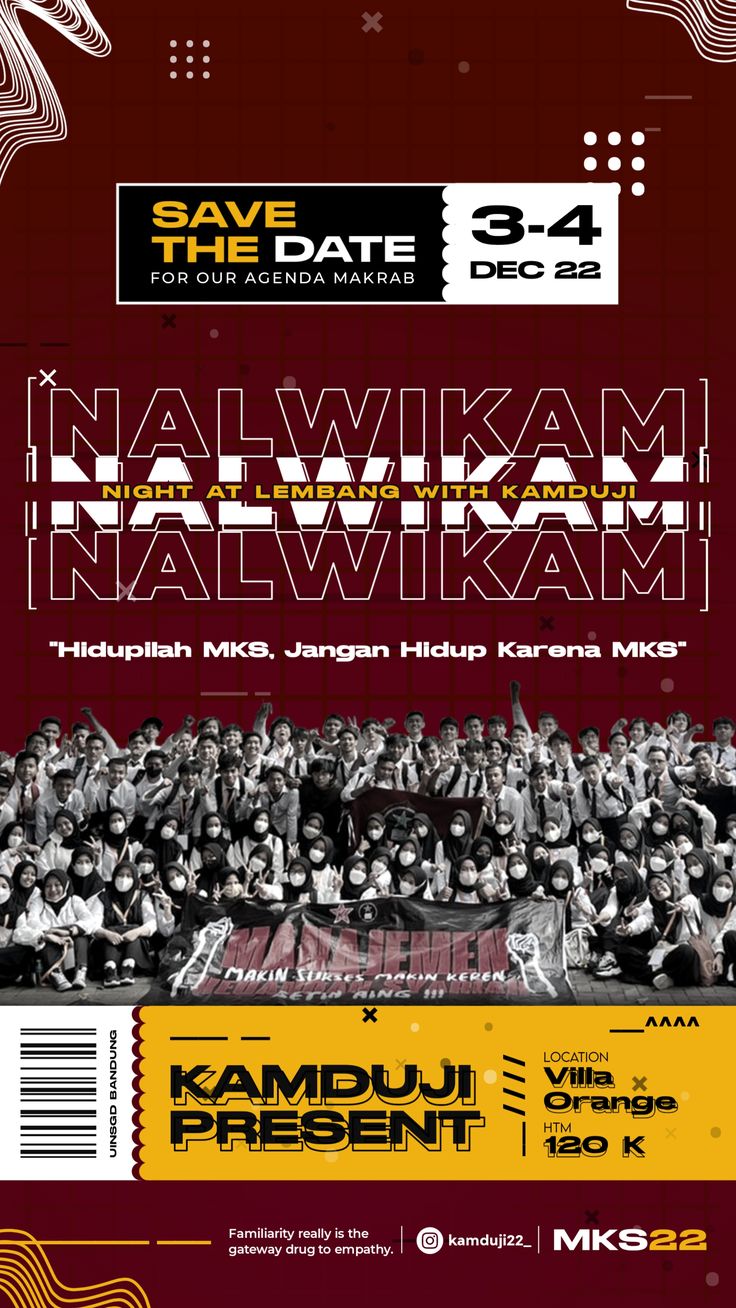 SAVE
THE DATE
FOR OUR AGENDA MAKRAB
3-4
DEC 22
NALWIKAM
NALWIKAM
NIGHT AT LEMBANG WITH KAMDUJI
NALWIKAM
"Hidupilah MKS, Jangan Hidup Karena MKS"
MANAJEMEN
MAKIN SUKSES MAKIN KEREN
AING !!!
UINSGD BANDUNG
KAMDUJI
PRESENT
LOCATION
Villa
Orange
HTM
120 K
Familiarity really is the
gateway drug to empathy.
kamduji22_
MKS22